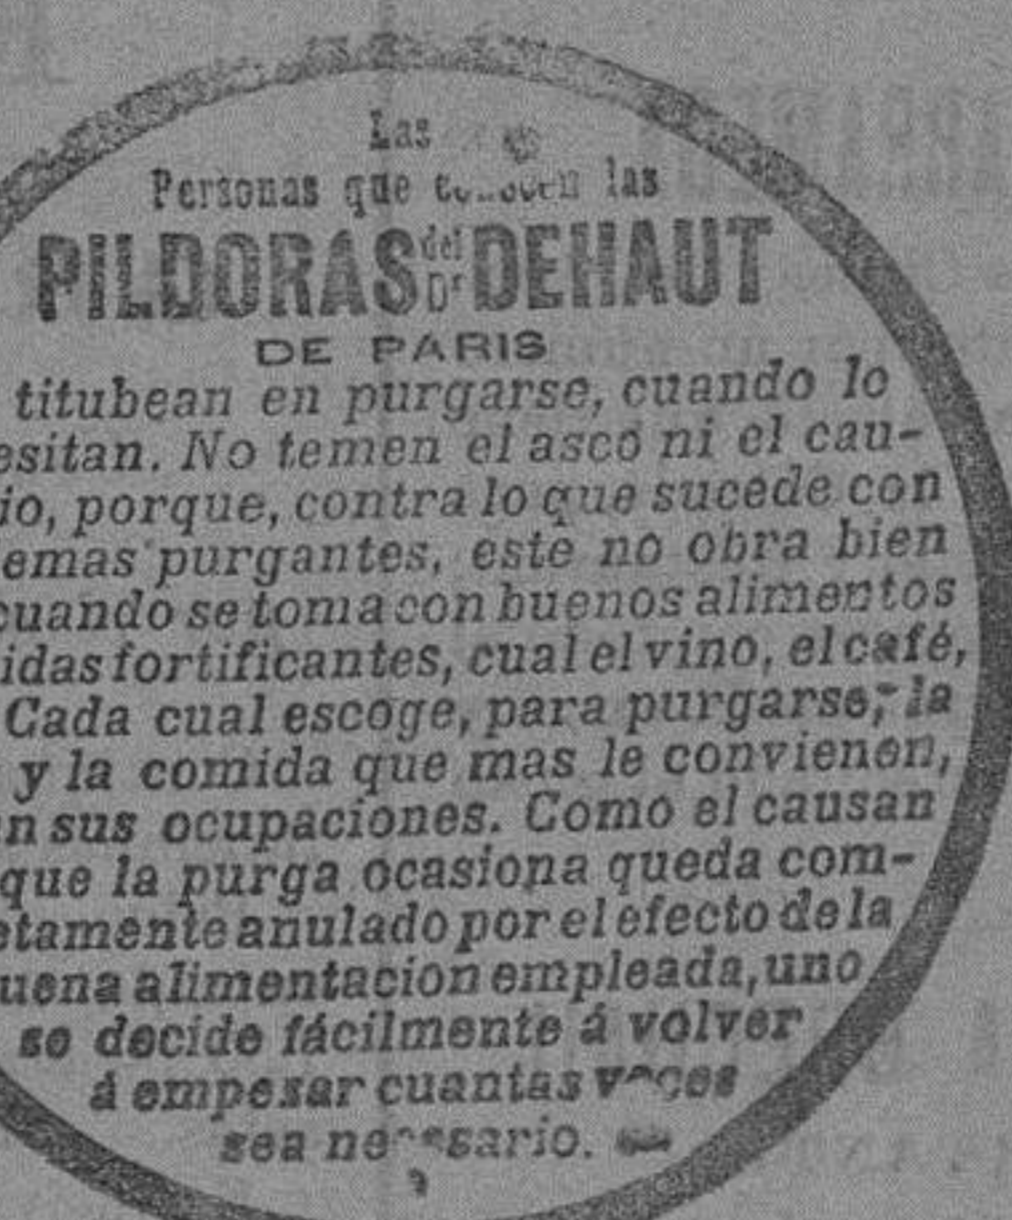 Las
Personas que las
PILDORAS del Dr DEHAUT
DE PARIS
titubean en purgarse, cuando lo
esitan. No temen el asco ni el cau-
io, porque, contra lo que sucede con
emas purgantes, este no obra bien
cuando se toma con buenos alimentos
idas fortificantes, cual el vino, el café,
Cada cual escoge, para purgarse, la
y la comida que mas le convienen,
n sus ocupaciones. Como el causan
que la purga ocasiona queda com-
etamente anulado por el efecto de la
uena alimentacion empleada, uno
se decide fácilmente á volver
á empezar cuantas veces
sea necesario.